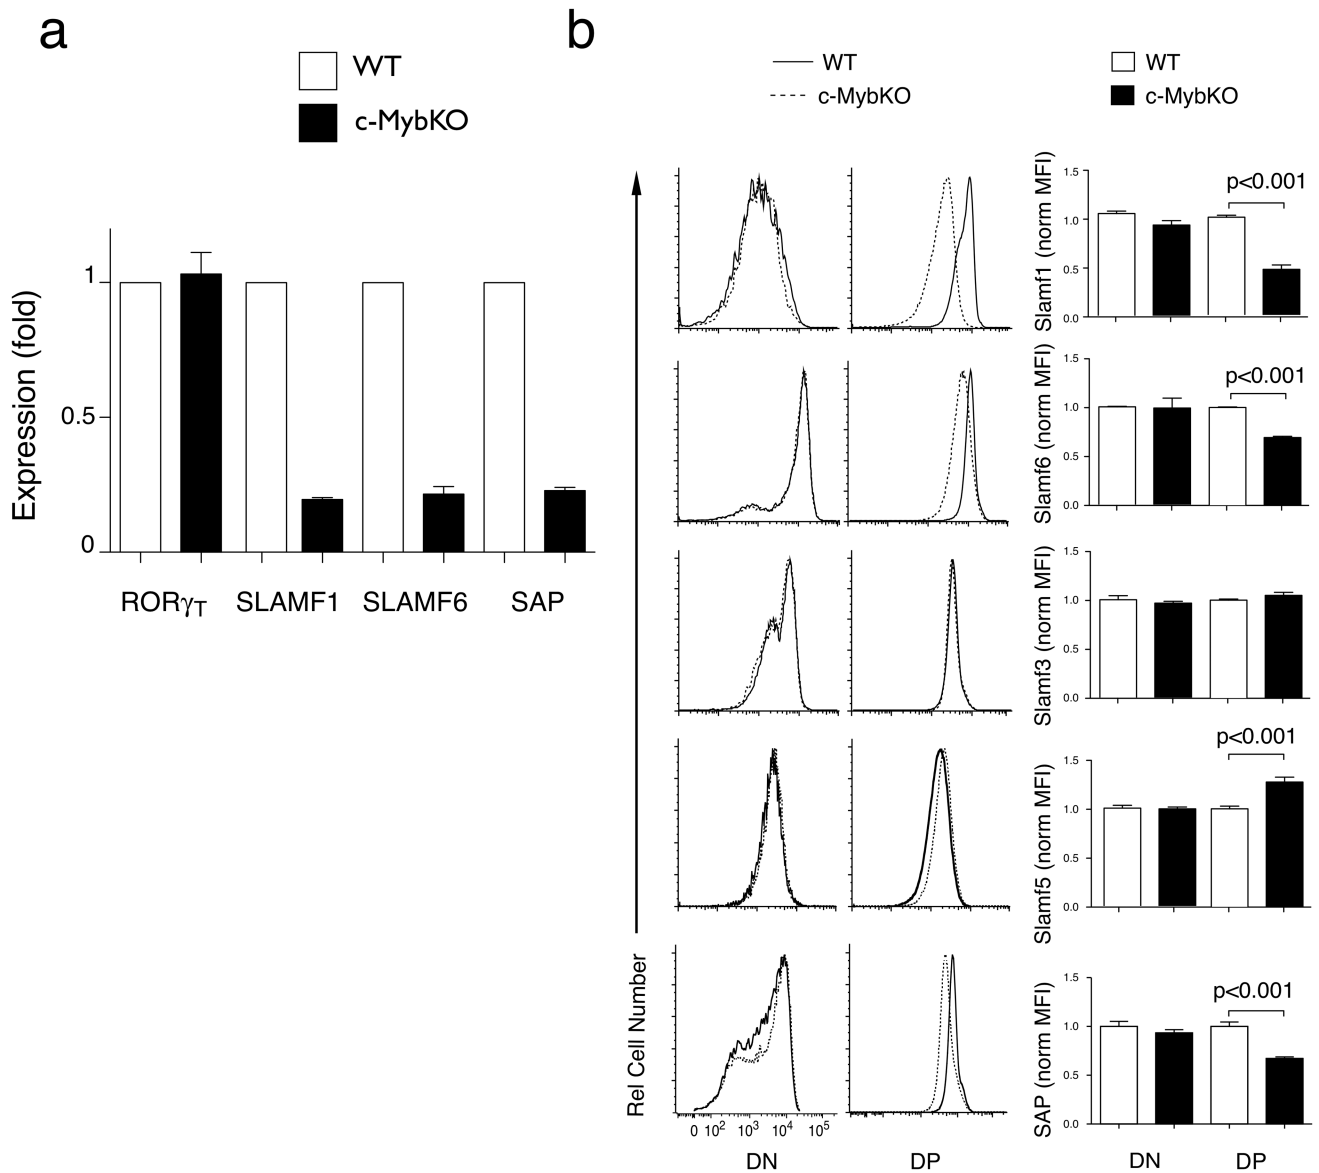 a
WT
c-MybKO
Expression (fold)
1
0.5
0
RORγT SLAMF1 SLAMF6 SAP
b
WT
c-MybKO
WT
c-MybKO
Slamf1 (norm MFI)
1.5
1.0
0.5
0.0
p<0.001
Slamf6 (norm MFI)
1.5
1.0
0.5
0.0
p<0.001
Slamf3 (norm MFI)
1.5
1.0
0.5
0.0
Slamf5 (norm MFI)
1.5
1.0
0.5
0.0
p<0.001
SAP (norm MFI)
1.5
1.0
0.5
0.0
p<0.001
Rel Cell Number
0 10² 10³ 10⁴ 10⁵
DN DP
DN DP